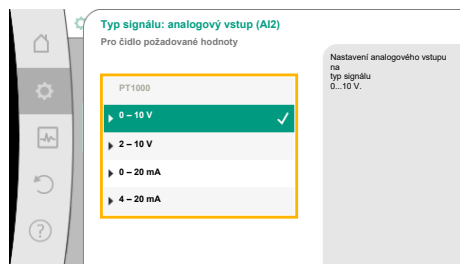 Typ signálu: analogový vstup (AI2)
Pro čidlo požadované hodnoty
PT1000
0 – 10 V
2 – 10 V
0 – 20 mA
4 – 20 mA
Nastavení analogového vstupu
na
typ signálu
0...10 V.
?